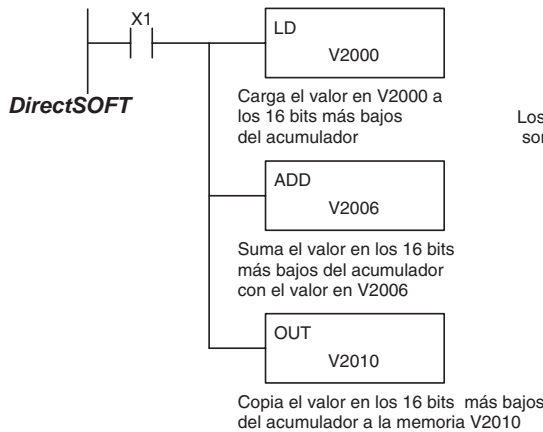 X1
LD
V2000
DirectSOFT
Carga el valor en V2000 a
los 16 bits más bajos
del acumulador
Los
ADD
V2006
Suma el valor en los 16 bits
más bajos del acumulador
con el valor en V2006
OUT
V2010
Copia el valor en los 16 bits más bajos
del acumulador a la memoria V2010